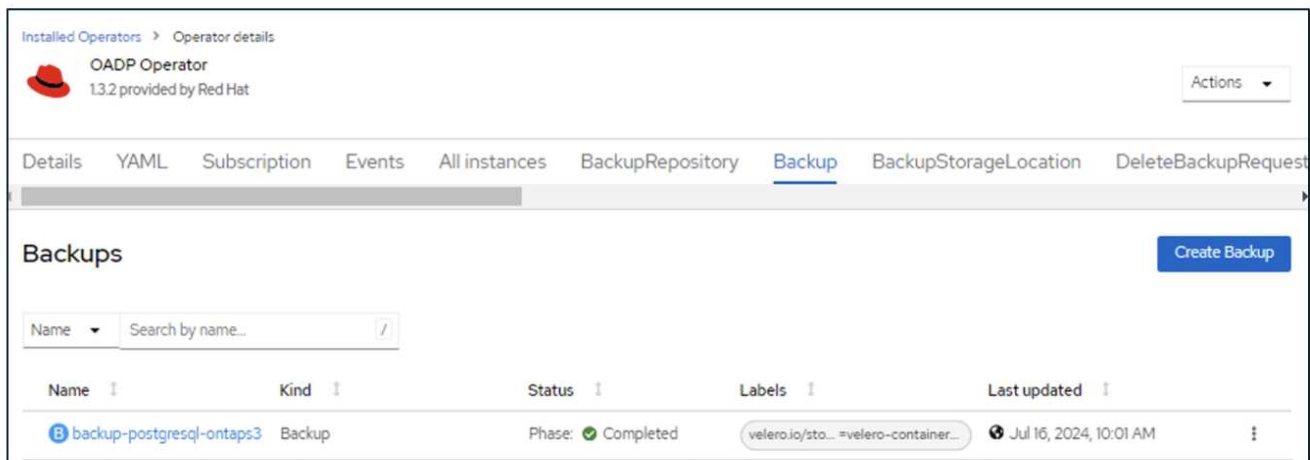 Installed Operators > Operator details
OADP Operator
1.3.2 provided by Red Hat
Actions
Details YAML Subscription Events All instances BackupRepository Backup BackupStorageLocation DeleteBackupRequest
Backups
Create Backup
Name Search by name... /
Name Kind Status Labels Last updated
B backup-postgresql-ontaps3 Backup Phase: Completed velero.io/sto... =velero-container... Jul 16, 2024, 10:01 AM